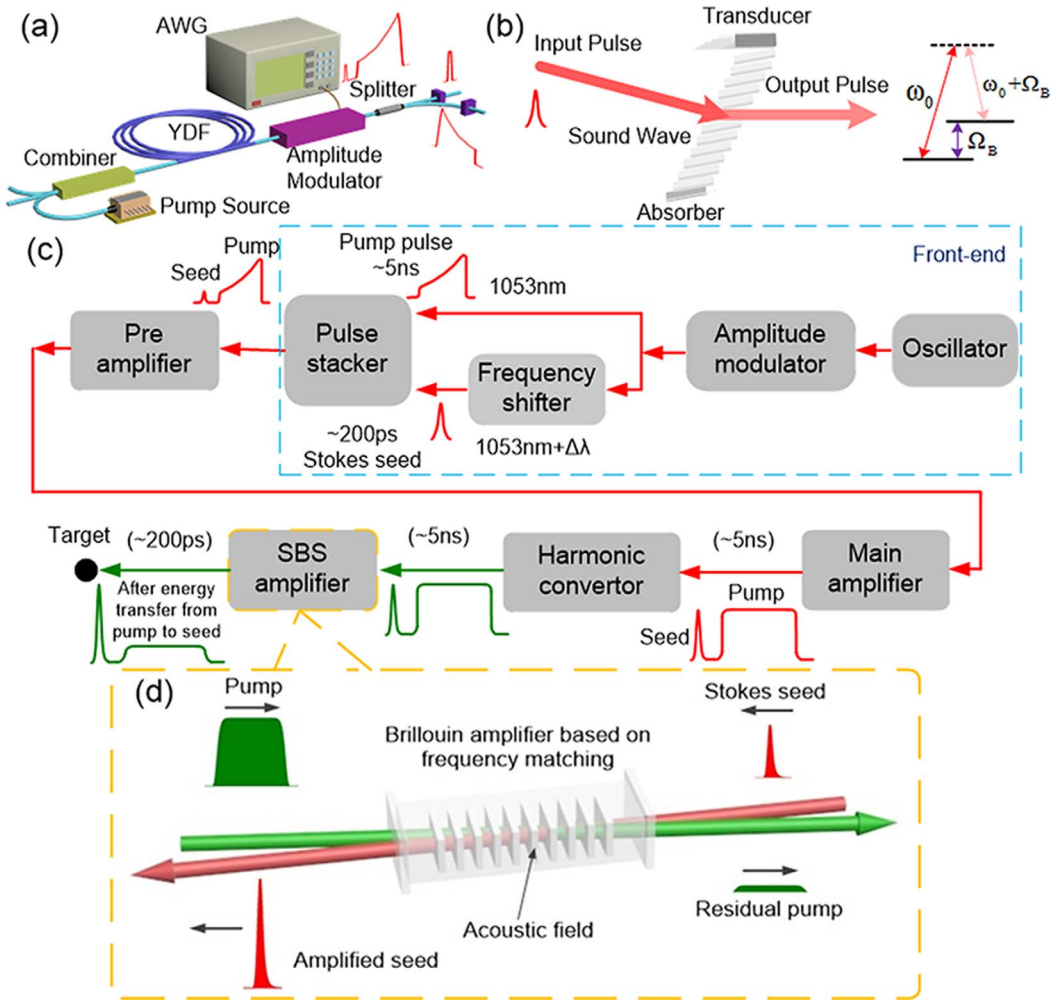 (a)
AWG
Splitter
YDF
Combiner
Amplitude
Modulator
Pump Source
(b)
Transducer
Input Pulse
Output Pulse
Sound Wave
Absorber
ω₀
ω₀+Ω_B
Ω_B
(c)
Front-end
Pump
Seed
Pump pulse
~5ns
1053nm
Pre
amplifier
Pulse
stacker
Frequency
shifter
Amplitude
modulator
Oscillator
~200ps
Stokes seed
1053nm+Δλ
Target
(~200ps)
After energy
transfer from
pump to seed
SBS
amplifier
(~5ns)
Harmonic
convertor
(~5ns)
Pump
Seed
Main
amplifier
(d)
Pump
Brillouin amplifier based on
frequency matching
Stokes seed
Acoustic field
Residual pump
Amplified seed